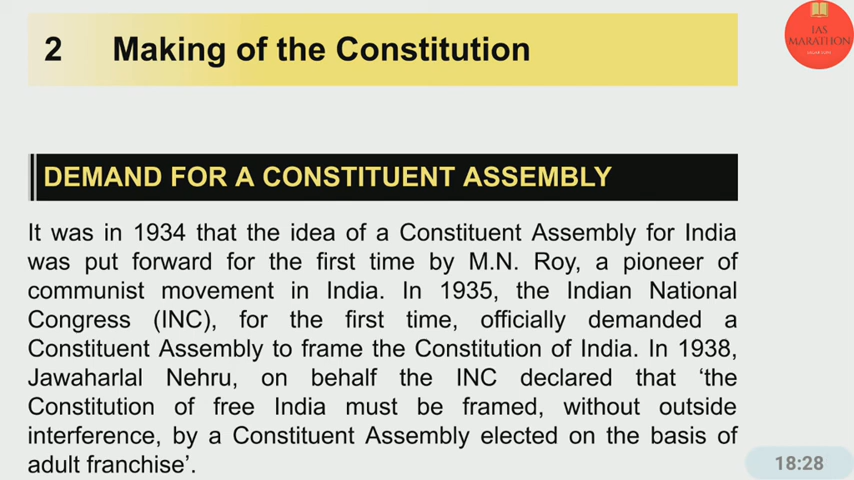 2 Making of the Constitution
IAS
MARATHON
DEMAND FOR A CONSTITUENT ASSEMBLY
It was in 1934 that the idea of a Constituent Assembly for India
was put forward for the first time by M.N. Roy, a pioneer of
communist movement in India. In 1935, the Indian National
Congress (INC), for the first time, officially demanded a
Constituent Assembly to frame the Constitution of India. In 1938,
Jawaharlal Nehru, on behalf the INC declared that ‘the
Constitution of free India must be framed, without outside
interference, by a Constituent Assembly elected on the basis of
adult franchise’.
18:28